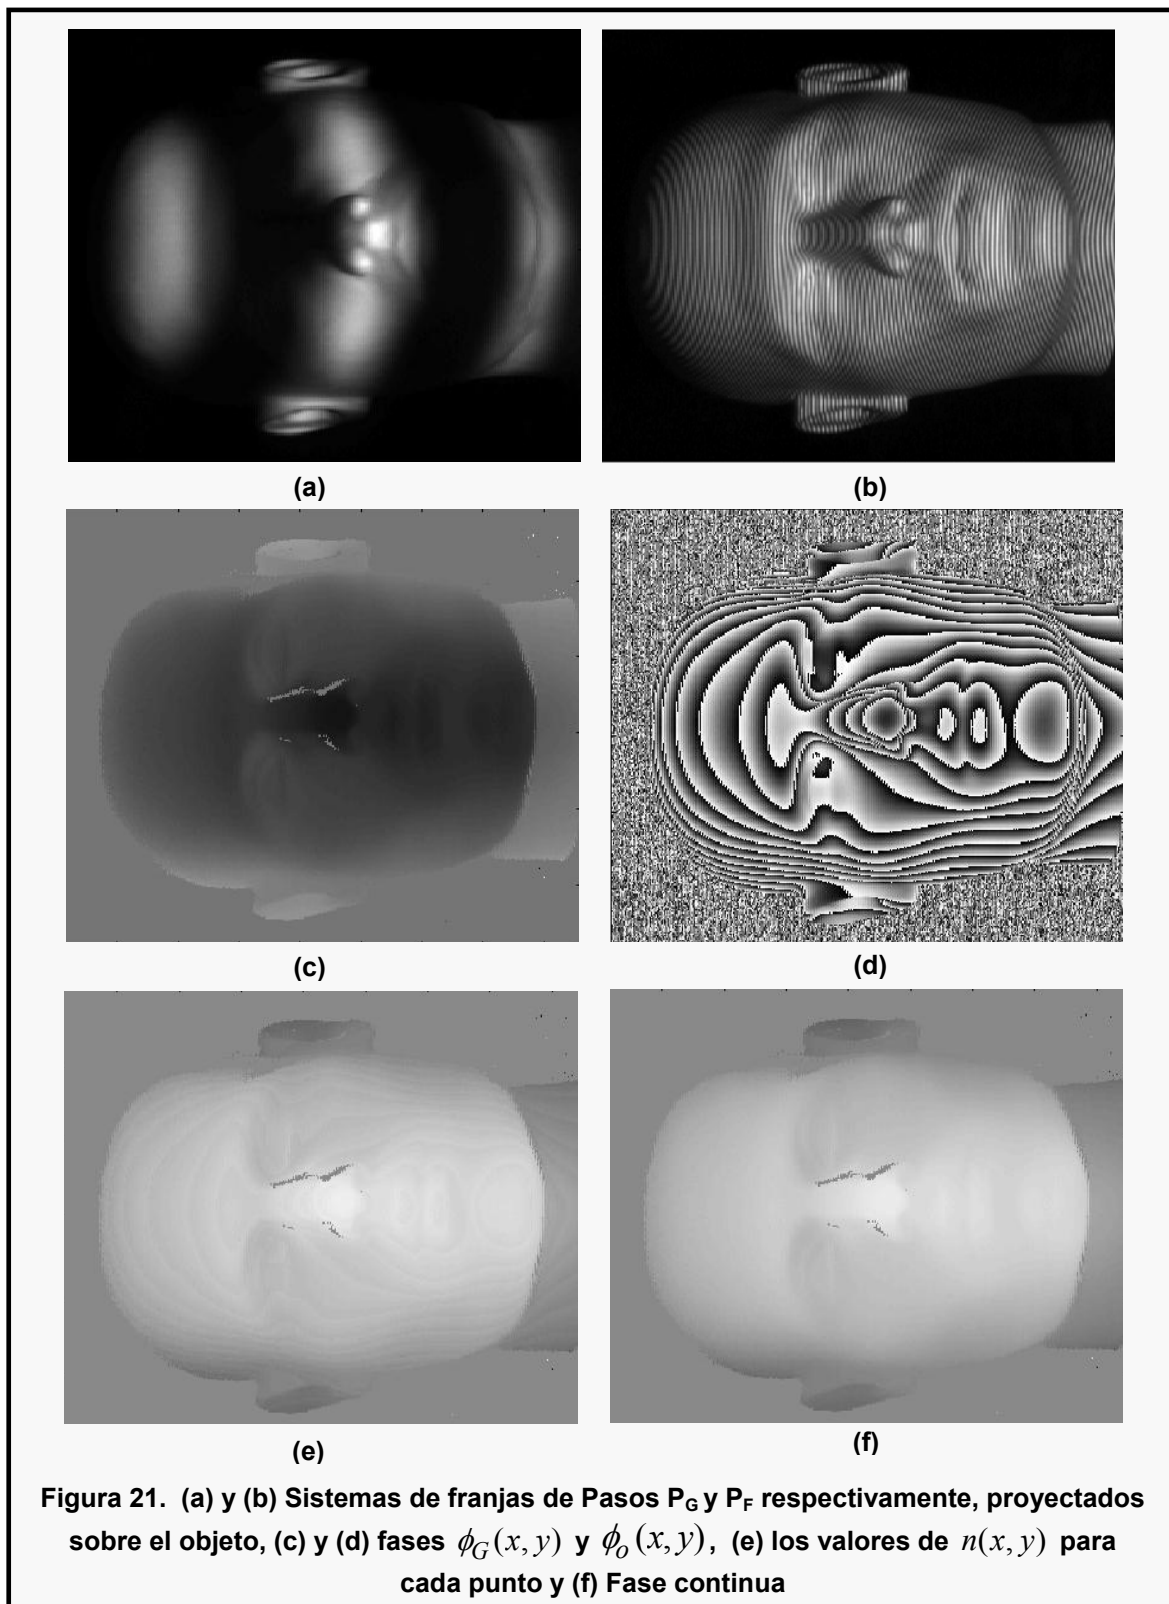 (a)
(b)
(c)
(d)
(e)
(f)
Figura 21. (a) y (b) Sistemas de franjas de Pasos P_G y P_F respectivamente, proyectados
sobre el objeto, (c) y (d) fases ϕ_G(x, y) y ϕ_o(x, y), (e) los valores de n(x, y) para
cada punto y (f) Fase continua